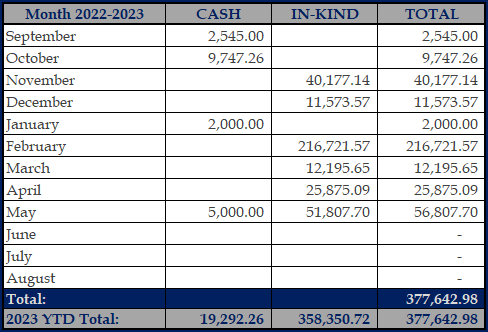 Month 2022-2023 CASH IN-KIND TOTAL
September 2,545.00 2,545.00
October 9,747.26 9,747.26
November 40,177.14 40,177.14
December 11,573.57 11,573.57
January 2,000.00 2,000.00
February 216,721.57 216,721.57
March 12,195.65 12,195.65
April 25,875.09 25,875.09
May 5,000.00 51,807.70 56,807.70
June -
July -
August -
Total: 377,642.98
2023 YTD Total: 19,292.26 358,350.72 377,642.98